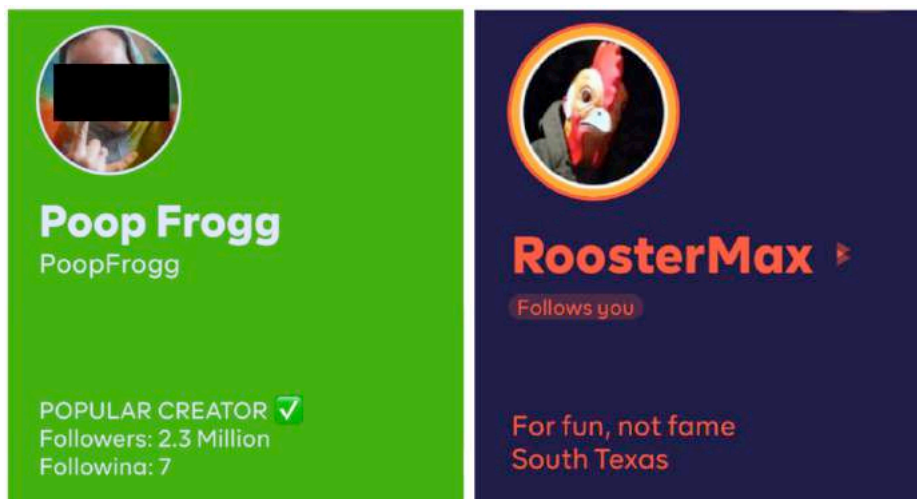 Poop Frogg
PoopFrogg
POPULAR CREATOR ✅
Followers: 2.3 Million
Followina: 7
RoosterMax
Follows you
For fun, not fame
South Texas